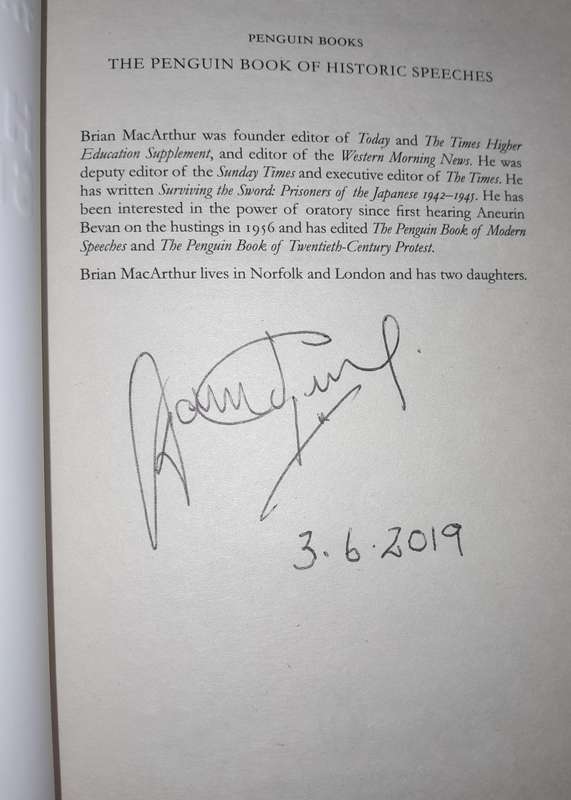 PENGUIN BOOKS
THE PENGUIN BOOK OF HISTORIC SPEECHES
Brian MacArthur was founder editor of Today and The Times Higher
Education Supplement, and editor of the Western Morning News. He was
deputy editor of the Sunday Times and executive editor of The Times. He
has written Surviving the Sword: Prisoners of the Japanese 1942–1945. He has
been interested in the power of oratory since first hearing Aneurin
Bevan on the hustings in 1956 and has edited The Penguin Book of Modern
Speeches and The Penguin Book of Twentieth-Century Protest.
Brian MacArthur lives in Norfolk and London and has two daughters.
3.6.2019